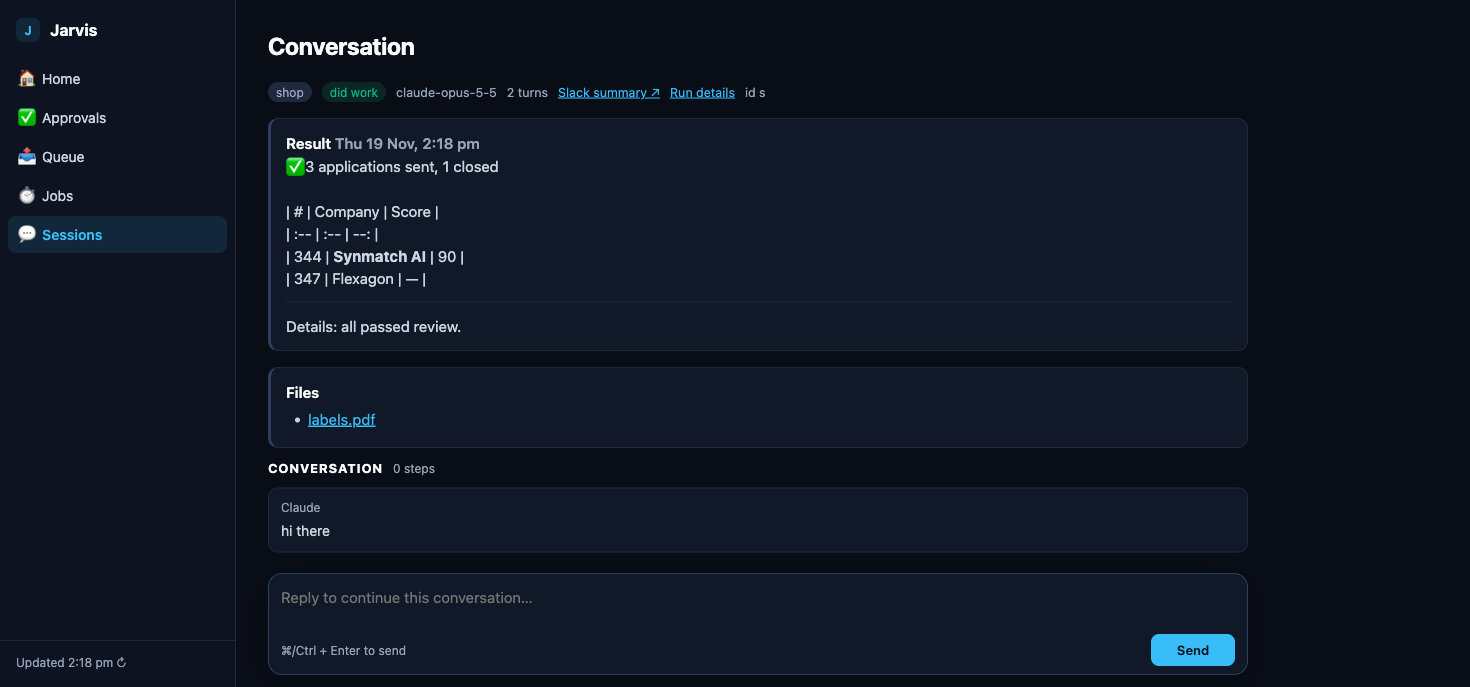 J Jarvis
🏠 Home
✅ Approvals
📤 Queue
⏱️ Jobs
💬 Sessions
Updated 2:18 pm ↻
Conversation
shop did work claude-opus-5-5 2 turns Slack summary ↗ Run details id s
Result Thu 19 Nov, 2:18 pm
✅3 applications sent, 1 closed
| # | Company | Score |
| :-- | :-- | --: |
| 344 | Synmatch AI | 90 |
| 347 | Flexagon | — |
Details: all passed review.
Files
• labels.pdf
CONVERSATION 0 steps
Claude
hi there
Reply to continue this conversation...
⌘/Ctrl + Enter to send
Send